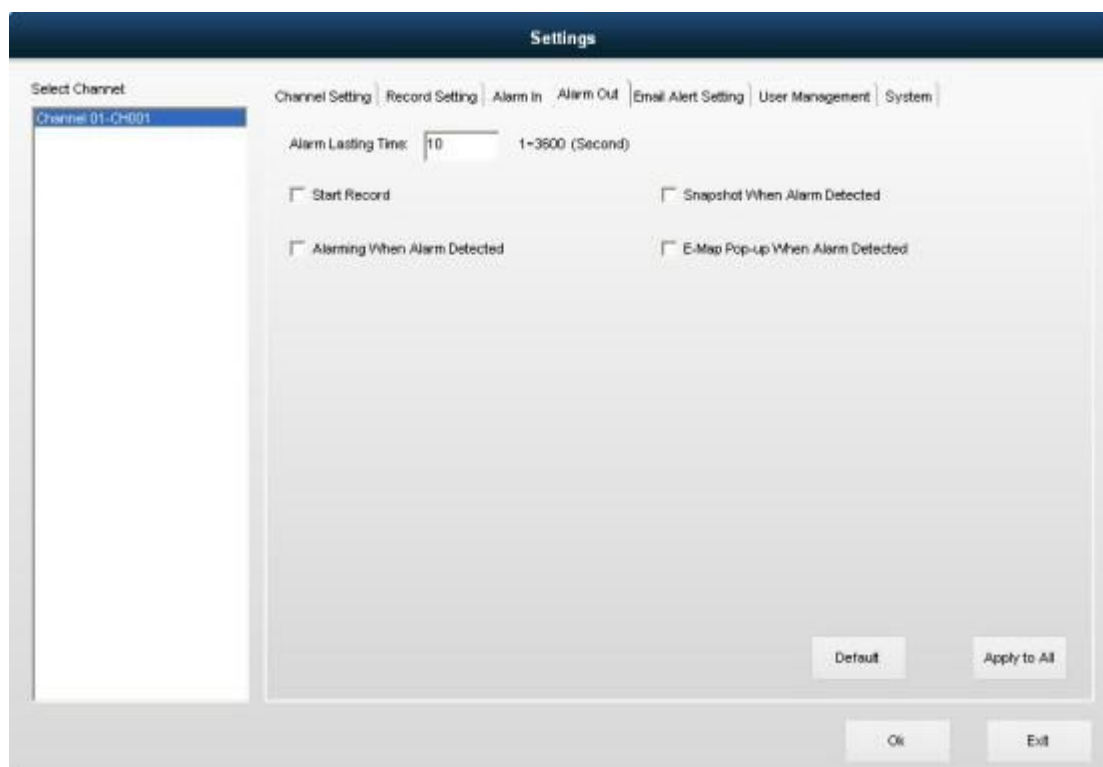 Settings
Select Channel
Channel 01-CH001
Channel Setting Record Setting Alarm In Alarm Out Email Alert Setting User Management System
Alarm Lasting Time: 10 1~3600 (Second)
Start Record Snapshot When Alarm Detected
Alarming When Alarm Detected E-Map Pop-up When Alarm Detected
Default Apply to All
Ok Exit